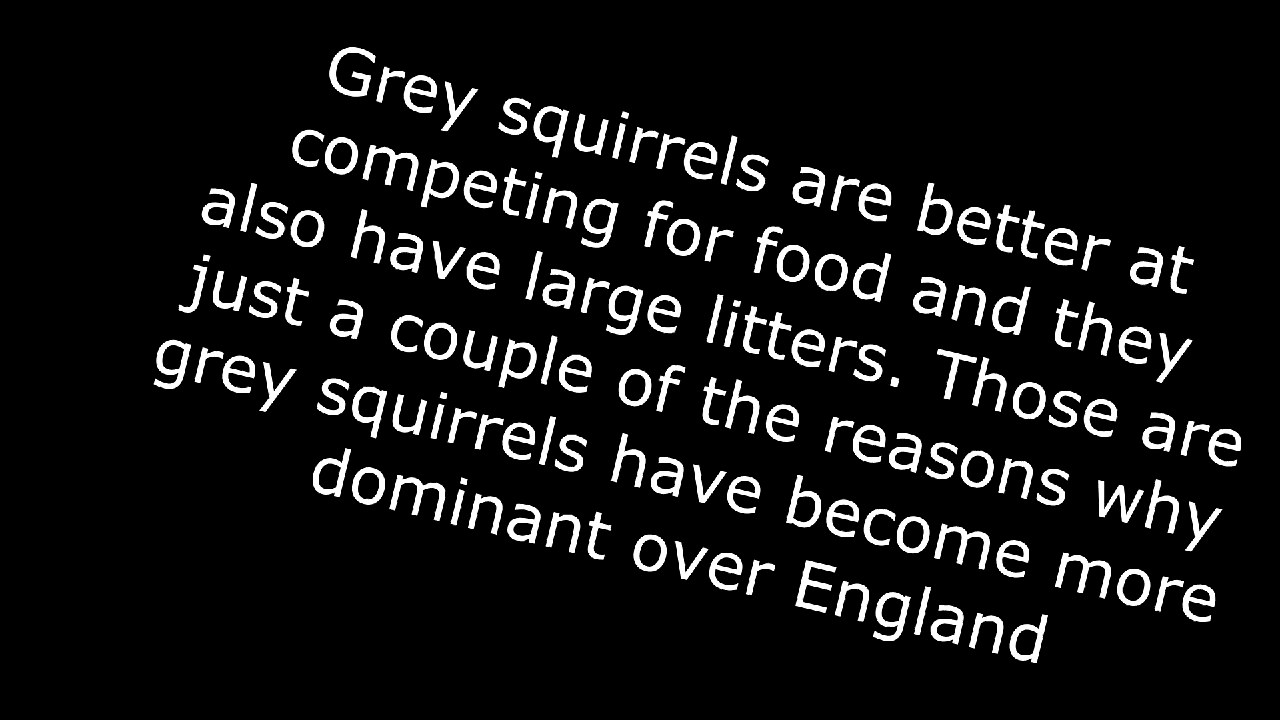 Grey squirrels are better at
competing for food and they
also have large litters. Those are
just a couple of the reasons why
grey squirrels have become more
dominant over England